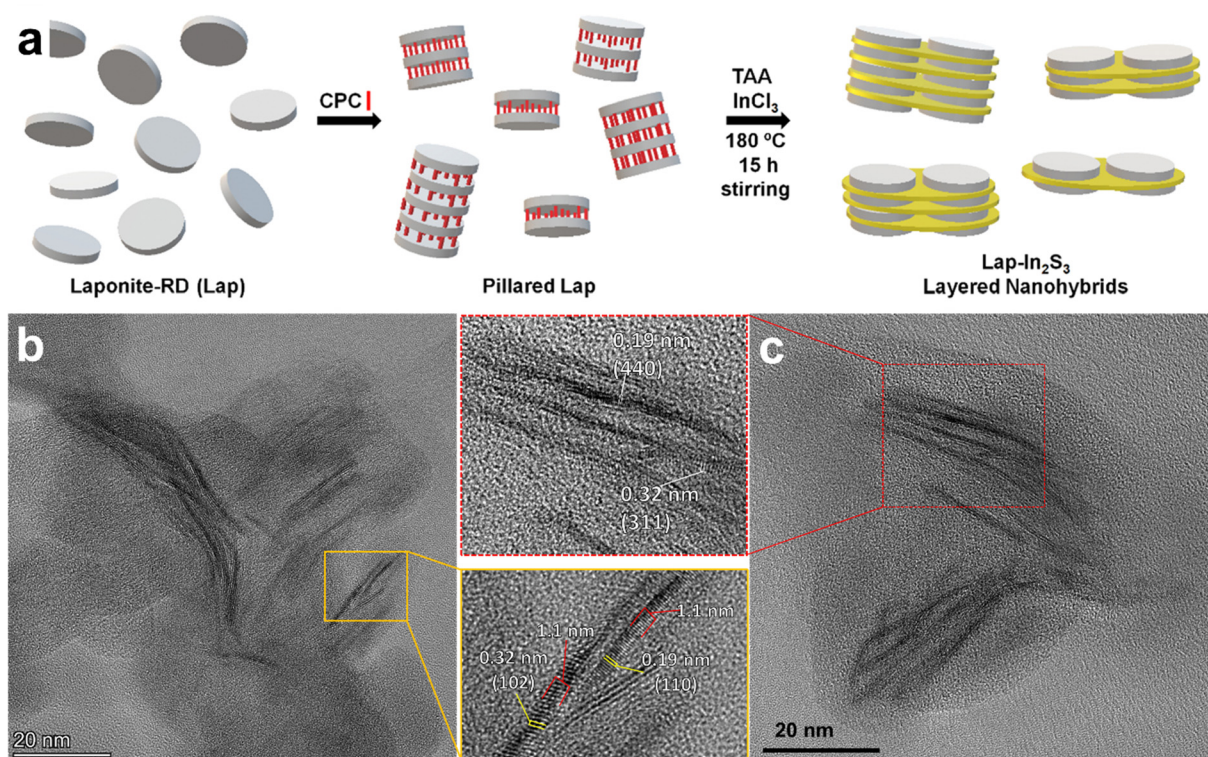 a
CPC
TAA
InCl₃
180 ºC
15 h
stirring
Laponite-RD (Lap)
Pillared Lap
Lap-In₂S₃
Layered Nanohybrids
b
20 nm
0.19 nm
(440)
0.32 nm
(311)
1.1 nm
1.1 nm
0.32 nm
(102)
0.19 nm
(110)
c
20 nm